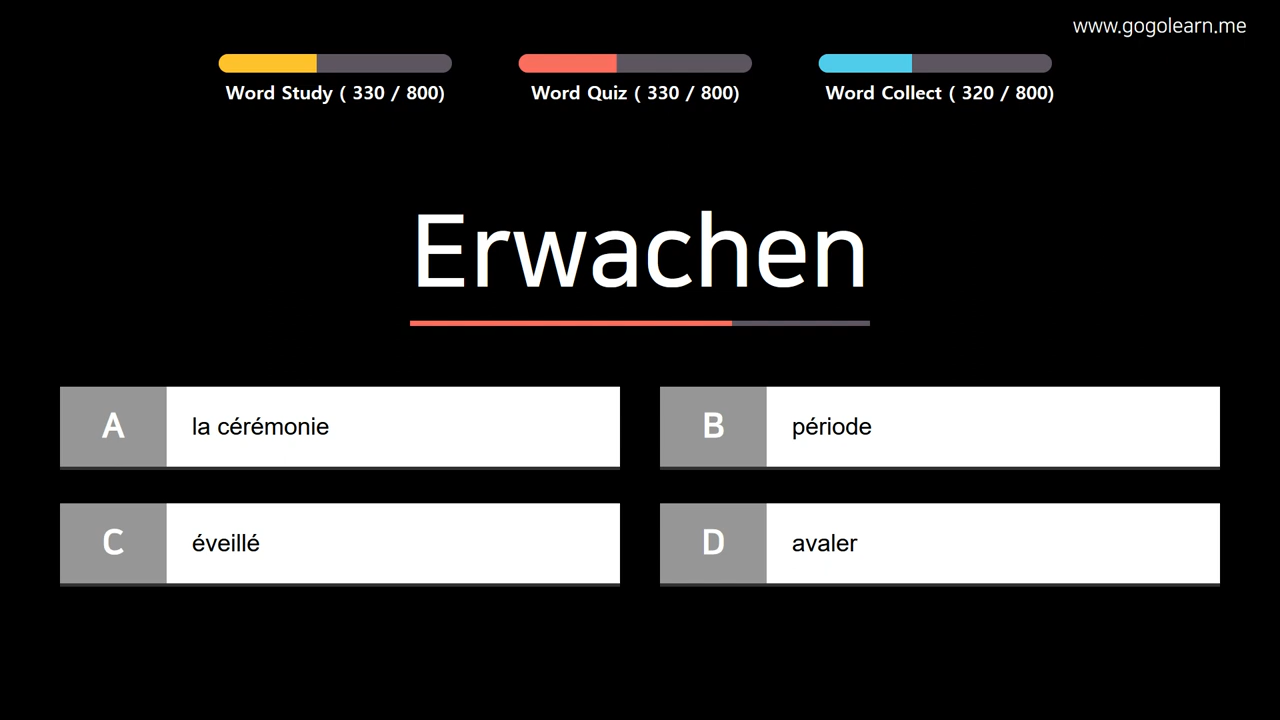 www.gogolearn.me
Word Study ( 330 / 800)
Word Quiz ( 330 / 800)
Word Collect ( 320 / 800)
Erwachen
A la cérémonie
B période
C éveillé
D avaler